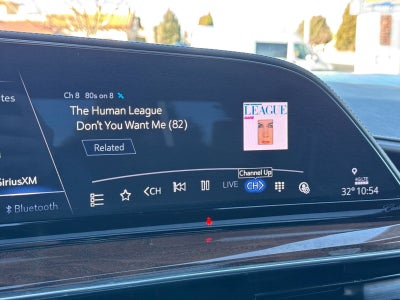 Ch 8 80s on 8
The Human League
Don't You Want Me (82)
LEAGUE
Related
Channel Up
SiriusXM
<CH
LIVE
CH>
Bluetooth
32° 10:54